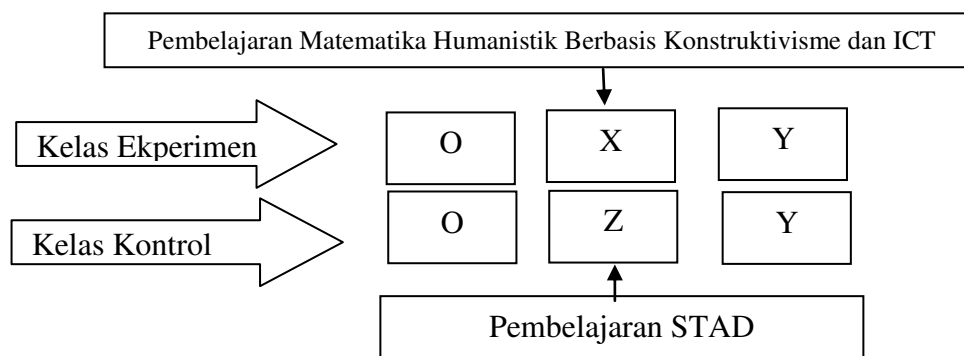 Pembelajaran Matematika Humanistik Berbasis Konstruktivisme dan ICT
Kelas Ekperimen O X Y
Kelas Kontrol O Z Y
Pembelajaran STAD